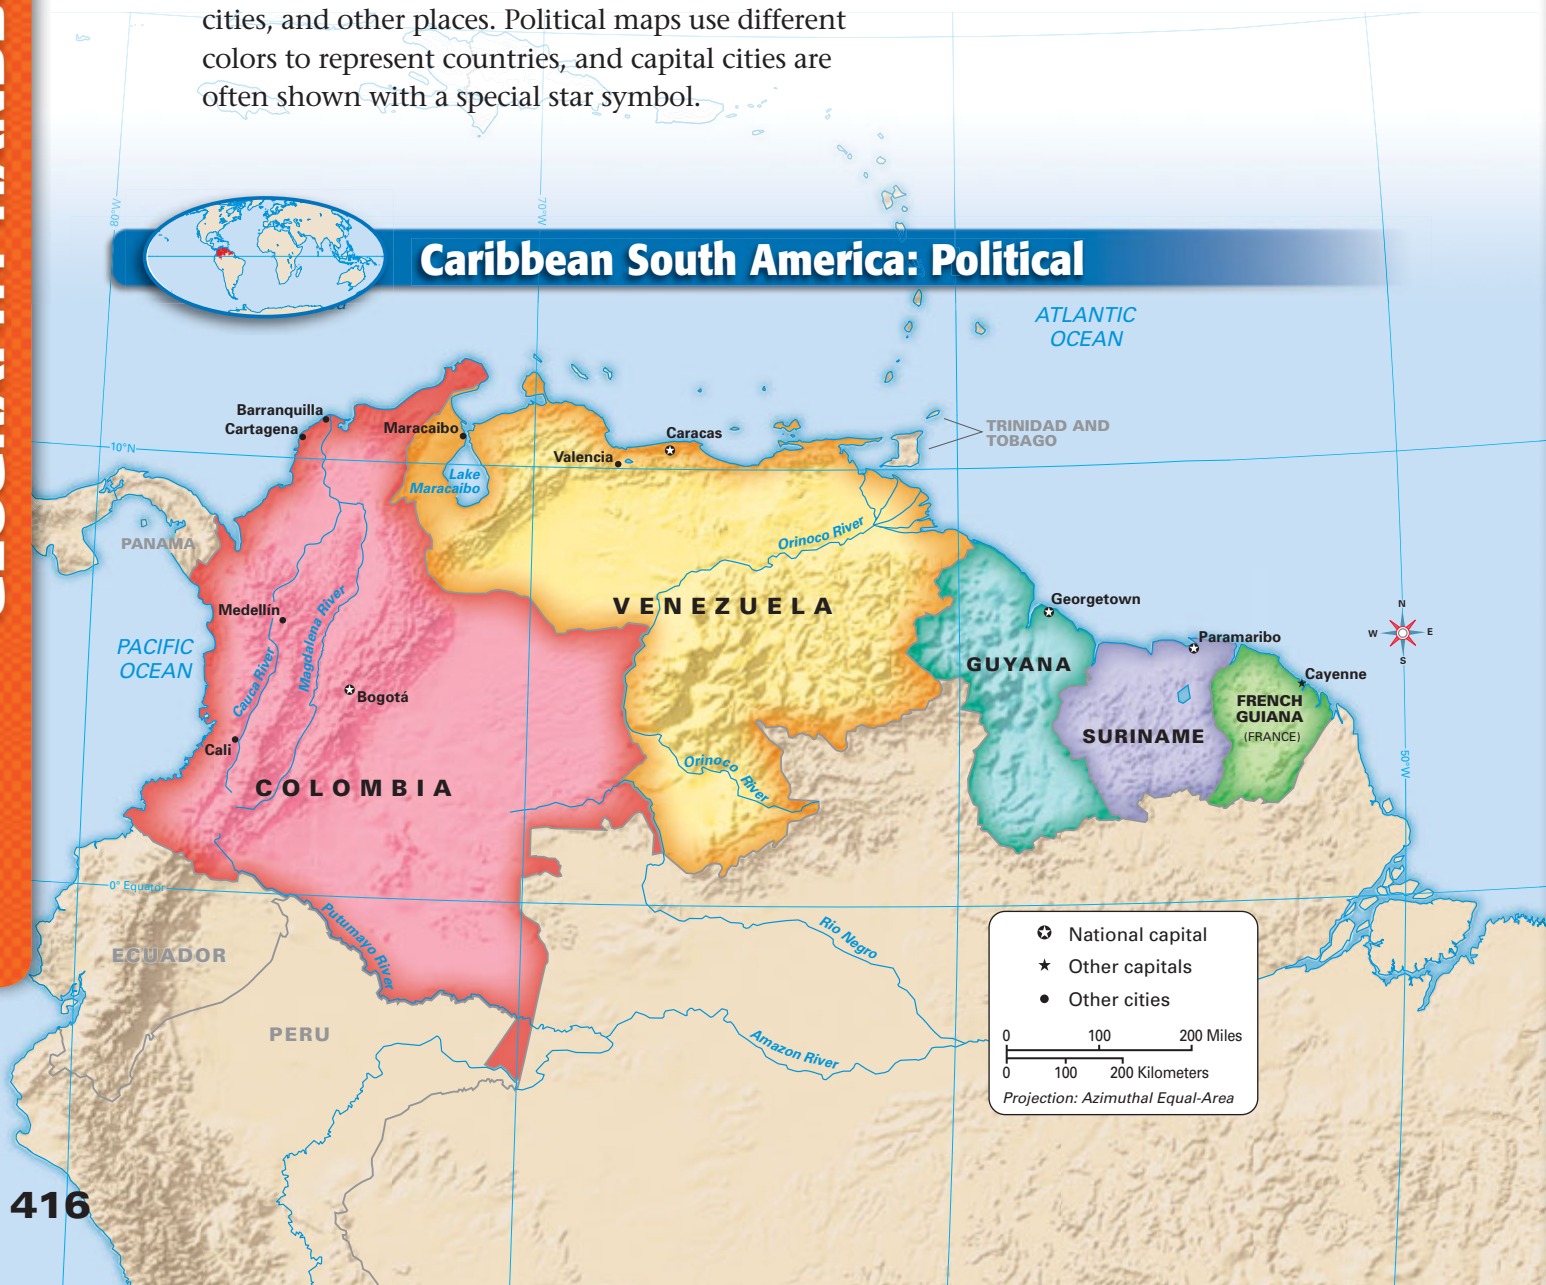 cities, and other places. Political maps use different
colors to represent countries, and capital cities are
often shown with a special star symbol.
80°W
70°W
Caribbean South America: Political
ATLANTIC
OCEAN
Barranquilla
Cartagena
Maracaibo
Caracas
Valencia
TRINIDAD AND
TOBAGO
10°N
Lake
Maracaibo
Orinoco River
PANAMA
VENEZUELA
Georgetown
N
W
E
S
Medellín
Magdalena River
PACIFIC
OCEAN
Cauca River
Paramaribo
GUYANA
Cayenne
Bogotá
FRENCH
GUIANA
(FRANCE)
SURINAME
Cali
Orinoco River
50°W
COLOMBIA
0° Equator
Putumayo River
Rio Negro
ECUADOR
PERU
Amazon River
National capital
Other capitals
Other cities
0 100 200 Miles
0 100 200 Kilometers
Projection: Azimuthal Equal-Area
416